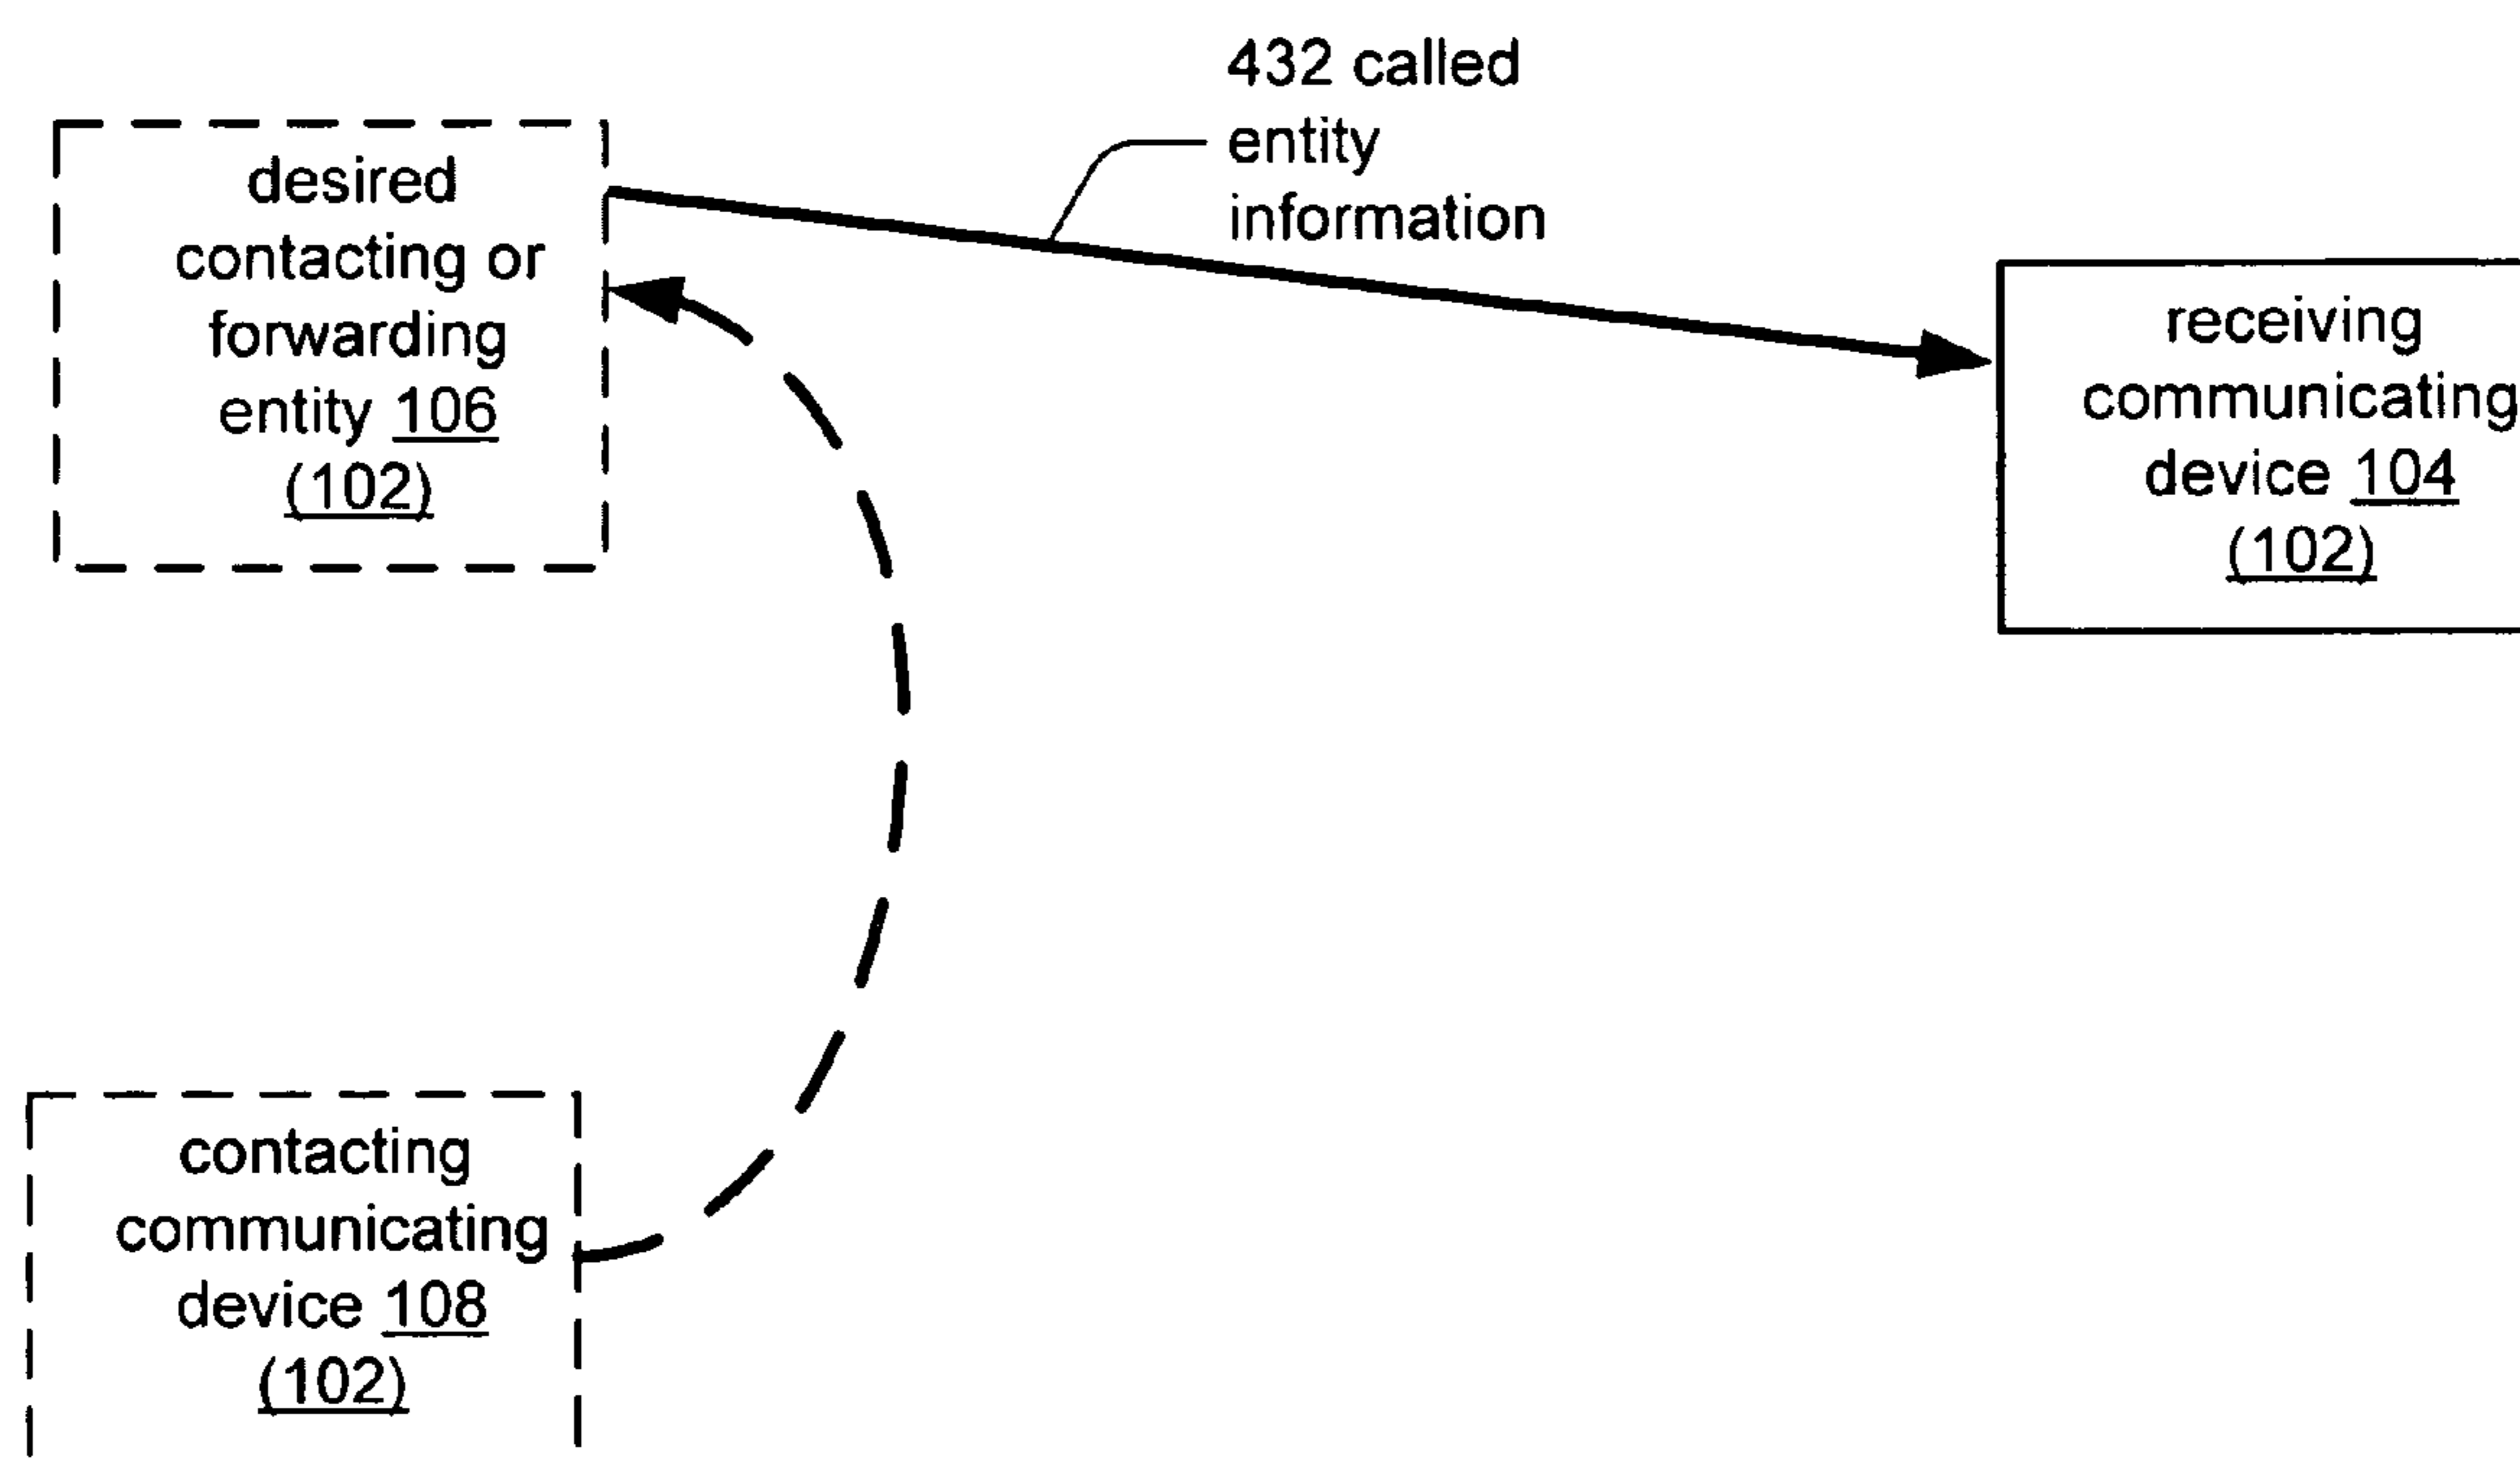 432 called
entity
information
desired
contacting or
forwarding
entity 106
(102)
receiving
communicating
device 104
(102)
contacting
communicating
device 108
(102)